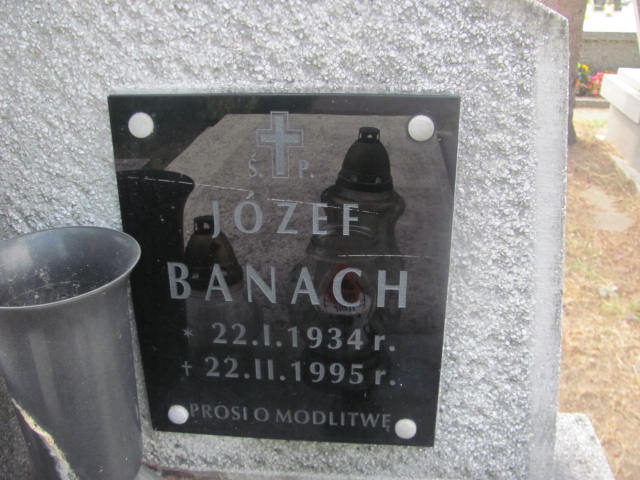 Ś. P.
JÓZEF
BANACH
* 22.I.1934 r.
† 22.II.1995 r.
PROSI O MODLITWĘ